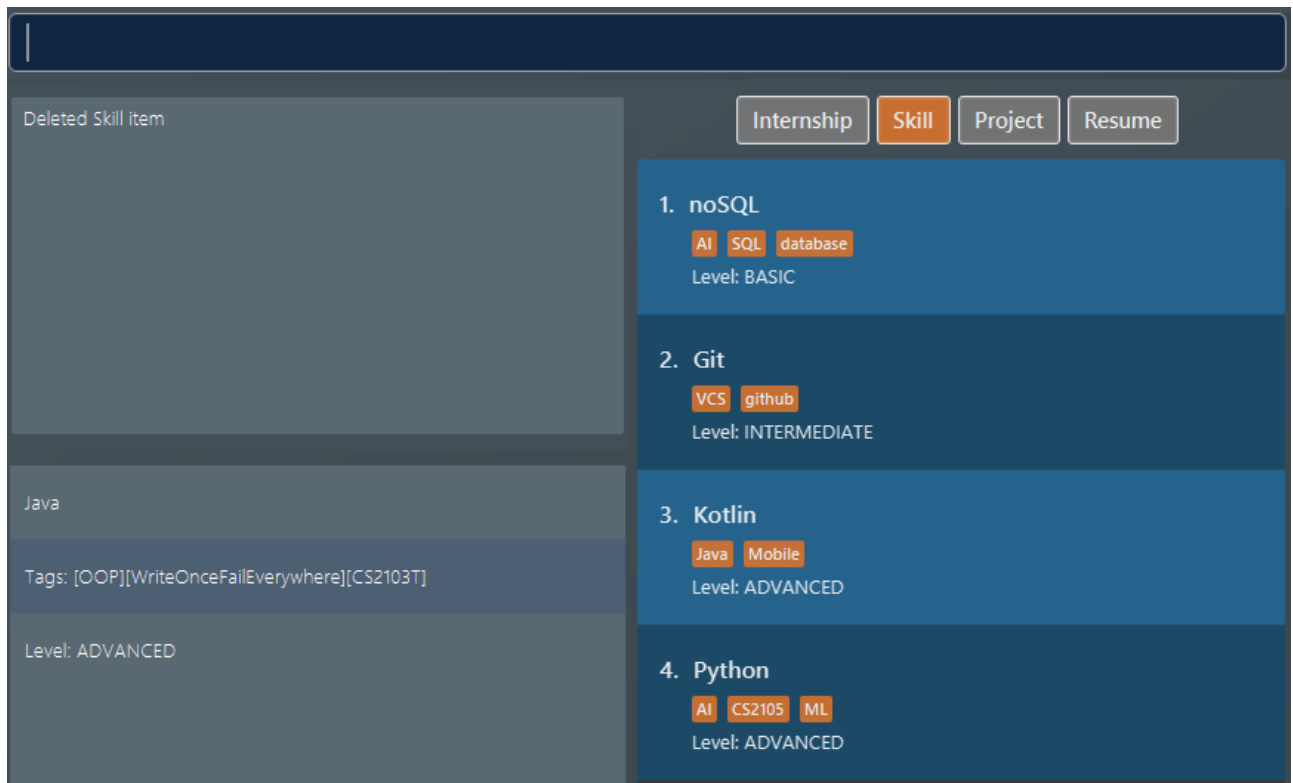 Deleted Skill item
Java
Tags: [OOP][WriteOnceFailEverywhere][CS2103T]
Level: ADVANCED
Internship Skill Project Resume
1. noSQL
AI SQL database
Level: BASIC
2. Git
VCS github
Level: INTERMEDIATE
3. Kotlin
Java Mobile
Level: ADVANCED
4. Python
AI CS2105 ML
Level: ADVANCED